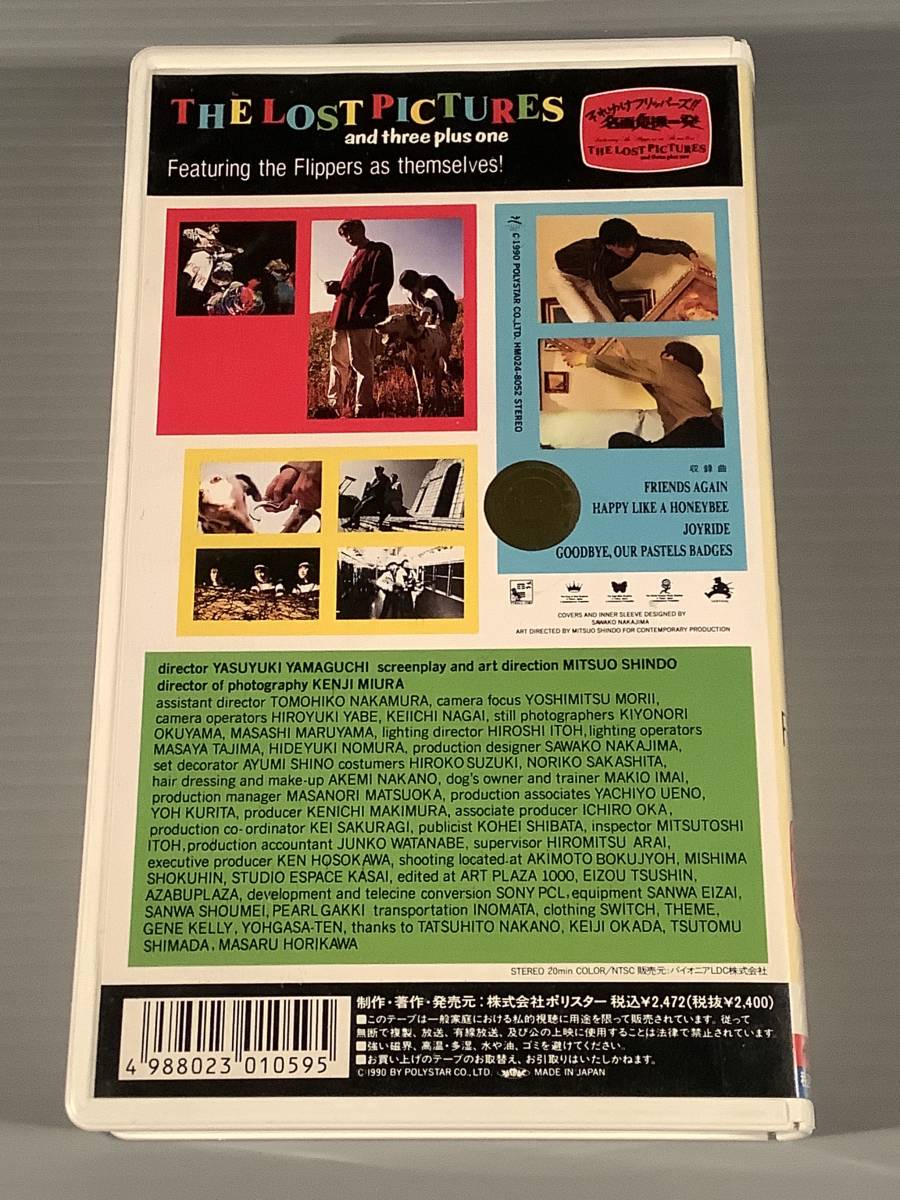 THE LOST PICTURES
and three plus one
Featuring the Flippers as themselves!
それゆけフリッパーズ!!
名画危機一髪
THE LOST PICTURES
and three plus one
C1990 POLYSTAR CO.,LTD. HM024-8052 STEREO
収録曲
FRIENDS AGAIN
HAPPY LIKE A HONEYBEE
JOYRIDE
GOODBYE, OUR PASTELS BADGES
COVERS AND INNER SLEEVE DESIGNED BY
SAWAKO NAKAJIMA
ART DIRECTED BY MITSUO SHINDO FOR CONTEMPORARY PRODUCTION
director YASUYUKI YAMAGUCHI screenplay and art direction MITSUO SHINDO
director of photography KENJI MIURA
assistant director TOMOHIKO NAKAMURA, camera focus YOSHIMITSU MORII,
camera operators HIROYUKI YABE, KEIICHI NAGAI, still photographers KIYONORI
OKUYAMA, MASASHI MARUYAMA, lighting director HIROSHI ITOH, lighting operators
MASAYA TAJIMA, HIDEYUKI NOMURA, production designer SAWAKO NAKAJIMA,
set decorator AYUMI SHINO costumers HIROKO SUZUKI, NORIKO SAKASHITA,
hair dressing and make-up AKEMI NAKANO, dog's owner and trainer MAKIO IMAI,
production manager MASANORI MATSUOKA, production associates YACHIYO UENO,
YOH KURITA, producer KENICHI MAKIMURA, associate producer ICHIRO OKA,
production co-ordinator KEI SAKURAGI, publicist KOHEI SHIBATA, inspector MITSUTOSHI
ITOH, production accountant JUNKO WATANABE, supervisor HIROMITSU ARAI,
executive producer KEN HOSOKAWA, shooting located at AKIMOTO BOKUJYOH, MISHIMA
SHOKUHIN, STUDIO ESPACE KASAI, edited at ART PLAZA 1000, EIZOU TSUSHIN,
AZABUPLAZA, development and telecine conversion SONY PCL, equipment SANWA EIZAI,
SANWA SHOUMEI, PEARL GAKKI transportation INOMATA, clothing SWITCH, THEME,
GENE KELLY, YOHGASA-TEN, thanks to TATSUHITO NAKANO, KEIJI OKADA, TSUTOMU
SHIMADA, MASARU HORIKAWA
STEREO 20min COLOR/NTSC 販売元:パイオニアLDC株式会社
4 988023 010595
制作・著作・発売元:株式会社ポリスター 税込¥2,472(税抜¥2,400)
■このテープは一般家庭における私的視聴に用途を限って販売されています。従って
無断で複製、放送、有線放送、及び公の上映に使用することは法律で禁止されています。
■強い磁界、高温・多湿、水や油、ゴミを避けてください。
■お買い上げのテープのお取替え、お引取りはいたしかねます。
C1990 BY POLYSTAR CO., LTD. MADE IN JAPAN